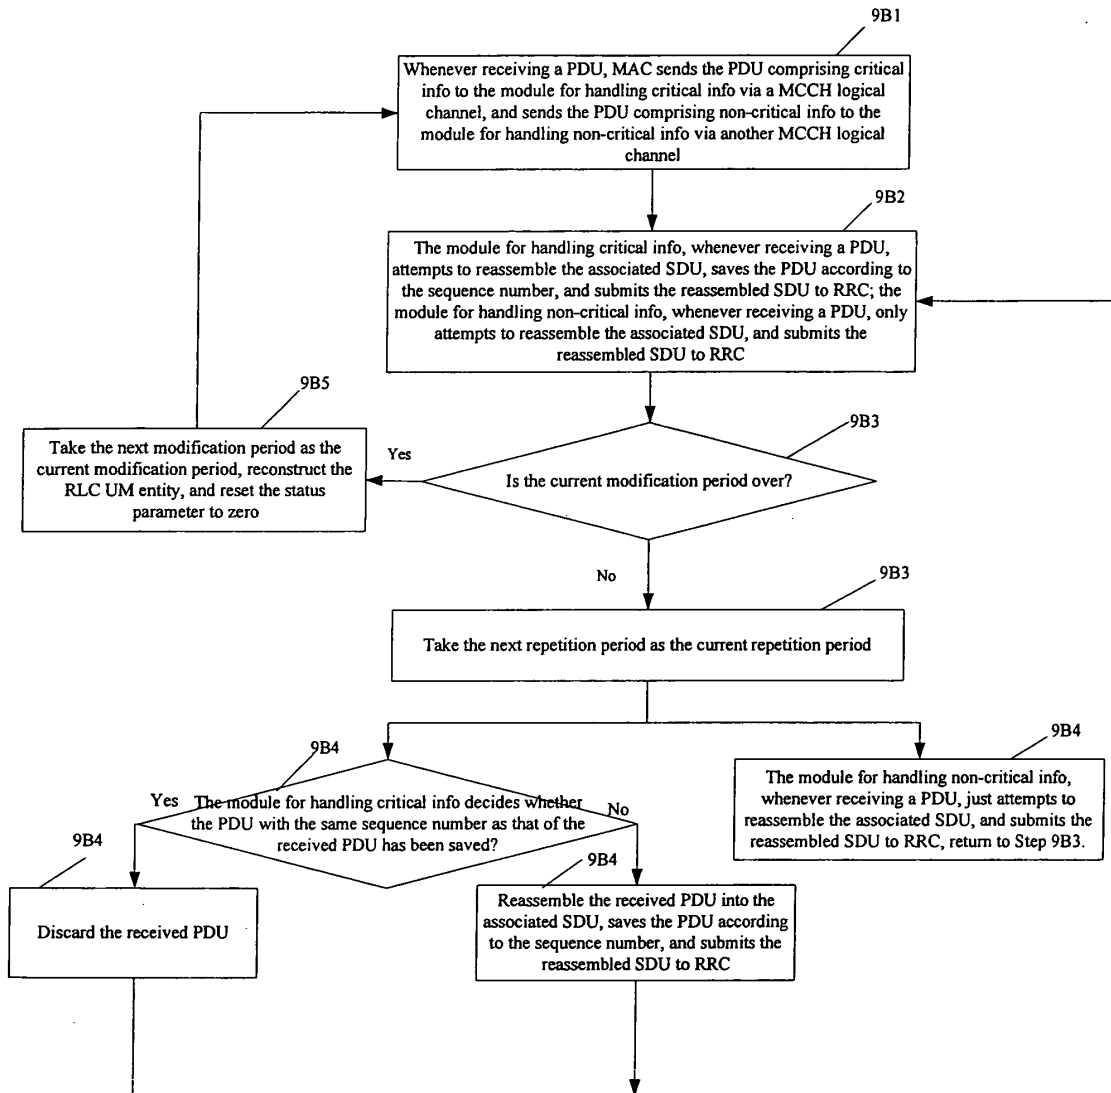 9B1
Whenever receiving a PDU, MAC sends the PDU comprising critical
info to the module for handling critical info via a MCCH logical
channel, and sends the PDU comprising non-critical info to the
module for handling non-critical info via another MCCH logical
channel
9B2
The module for handling critical info, whenever receiving a PDU,
attempts to reassemble the associated SDU, saves the PDU according to
the sequence number, and submits the reassembled SDU to RRC; the
module for handling non-critical info, whenever receiving a PDU, only
attempts to reassemble the associated SDU, and submits the
reassembled SDU to RRC
9B5
Take the next modification period as the
current modification period, reconstruct the
RLC UM entity, and reset the status
parameter to zero
Yes
9B3
Is the current modification period over?
No
9B3
Take the next repetition period as the current repetition period
9B4
Yes
The module for handling critical info decides whether
the PDU with the same sequence number as that of the
received PDU has been saved?
No
9B4
The module for handling non-critical info,
whenever receiving a PDU, just attempts to
reassemble the associated SDU, and submits the
reassembled SDU to RRC, return to Step 9B3.
9B4
Discard the received PDU
9B4
Reassemble the received PDU into the
associated SDU, saves the PDU according
to the sequence number, and submits the
reassembled SDU to RRC